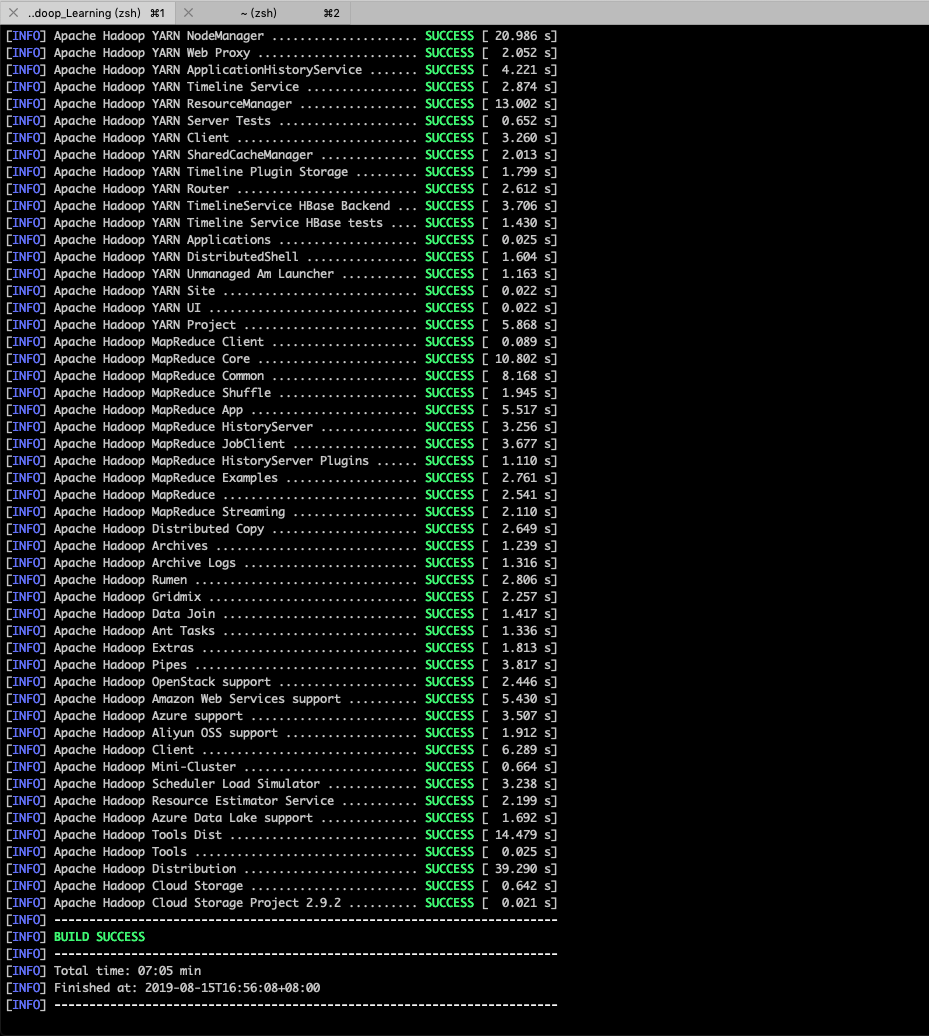 ..doop_Learning (zsh) ⌘1 ~ (zsh) ⌘2
[INFO] Apache Hadoop YARN NodeManager ..................... SUCCESS [ 20.986 s]
[INFO] Apache Hadoop YARN Web Proxy ....................... SUCCESS [  2.052 s]
[INFO] Apache Hadoop YARN ApplicationHistoryService ....... SUCCESS [  4.221 s]
[INFO] Apache Hadoop YARN Timeline Service ................ SUCCESS [  2.874 s]
[INFO] Apache Hadoop YARN ResourceManager ................. SUCCESS [ 13.002 s]
[INFO] Apache Hadoop YARN Server Tests .................... SUCCESS [  0.652 s]
[INFO] Apache Hadoop YARN Client .......................... SUCCESS [  3.260 s]
[INFO] Apache Hadoop YARN SharedCacheManager .............. SUCCESS [  2.013 s]
[INFO] Apache Hadoop YARN Timeline Plugin Storage ......... SUCCESS [  1.799 s]
[INFO] Apache Hadoop YARN Router .......................... SUCCESS [  2.612 s]
[INFO] Apache Hadoop YARN TimelineService HBase Backend ... SUCCESS [  3.706 s]
[INFO] Apache Hadoop YARN Timeline Service HBase tests .... SUCCESS [  1.430 s]
[INFO] Apache Hadoop YARN Applications .................... SUCCESS [  0.025 s]
[INFO] Apache Hadoop YARN DistributedShell ................ SUCCESS [  1.604 s]
[INFO] Apache Hadoop YARN Unmanaged Am Launcher ........... SUCCESS [  1.163 s]
[INFO] Apache Hadoop YARN Site ............................ SUCCESS [  0.022 s]
[INFO] Apache Hadoop YARN UI .............................. SUCCESS [  0.022 s]
[INFO] Apache Hadoop YARN Project ......................... SUCCESS [  5.868 s]
[INFO] Apache Hadoop MapReduce Client ..................... SUCCESS [  0.089 s]
[INFO] Apache Hadoop MapReduce Core ....................... SUCCESS [ 10.802 s]
[INFO] Apache Hadoop MapReduce Common ..................... SUCCESS [  8.168 s]
[INFO] Apache Hadoop MapReduce Shuffle .................... SUCCESS [  1.945 s]
[INFO] Apache Hadoop MapReduce App ........................ SUCCESS [  5.517 s]
[INFO] Apache Hadoop MapReduce HistoryServer .............. SUCCESS [  3.256 s]
[INFO] Apache Hadoop MapReduce JobClient .................. SUCCESS [  3.677 s]
[INFO] Apache Hadoop MapReduce HistoryServer Plugins ...... SUCCESS [  1.110 s]
[INFO] Apache Hadoop MapReduce Examples ................... SUCCESS [  2.761 s]
[INFO] Apache Hadoop MapReduce ............................ SUCCESS [  2.541 s]
[INFO] Apache Hadoop MapReduce Streaming .................. SUCCESS [  2.110 s]
[INFO] Apache Hadoop Distributed Copy ..................... SUCCESS [  2.649 s]
[INFO] Apache Hadoop Archives ............................. SUCCESS [  1.239 s]
[INFO] Apache Hadoop Archive Logs ......................... SUCCESS [  1.316 s]
[INFO] Apache Hadoop Rumen ................................ SUCCESS [  2.806 s]
[INFO] Apache Hadoop Gridmix .............................. SUCCESS [  2.257 s]
[INFO] Apache Hadoop Data Join ............................ SUCCESS [  1.417 s]
[INFO] Apache Hadoop Ant Tasks ............................ SUCCESS [  1.336 s]
[INFO] Apache Hadoop Extras ............................... SUCCESS [  1.813 s]
[INFO] Apache Hadoop Pipes ................................ SUCCESS [  3.817 s]
[INFO] Apache Hadoop OpenStack support .................... SUCCESS [  2.446 s]
[INFO] Apache Hadoop Amazon Web Services support .......... SUCCESS [  5.430 s]
[INFO] Apache Hadoop Azure support ........................ SUCCESS [  3.507 s]
[INFO] Apache Hadoop Aliyun OSS support ................... SUCCESS [  1.912 s]
[INFO] Apache Hadoop Client ............................... SUCCESS [  6.289 s]
[INFO] Apache Hadoop Mini-Cluster ......................... SUCCESS [  0.664 s]
[INFO] Apache Hadoop Scheduler Load Simulator ............. SUCCESS [  3.238 s]
[INFO] Apache Hadoop Resource Estimator Service ........... SUCCESS [  2.199 s]
[INFO] Apache Hadoop Azure Data Lake support .............. SUCCESS [  1.692 s]
[INFO] Apache Hadoop Tools Dist ........................... SUCCESS [ 14.479 s]
[INFO] Apache Hadoop Tools ................................ SUCCESS [  0.025 s]
[INFO] Apache Hadoop Distribution ......................... SUCCESS [ 39.290 s]
[INFO] Apache Hadoop Cloud Storage ........................ SUCCESS [  0.642 s]
[INFO] Apache Hadoop Cloud Storage Project 2.9.2 .......... SUCCESS [  0.021 s]
[INFO] ------------------------------------------------------------------------
[INFO] BUILD SUCCESS
[INFO] ------------------------------------------------------------------------
[INFO] Total time: 07:05 min
[INFO] Finished at: 2019-08-15T16:56:08+08:00
[INFO] ------------------------------------------------------------------------